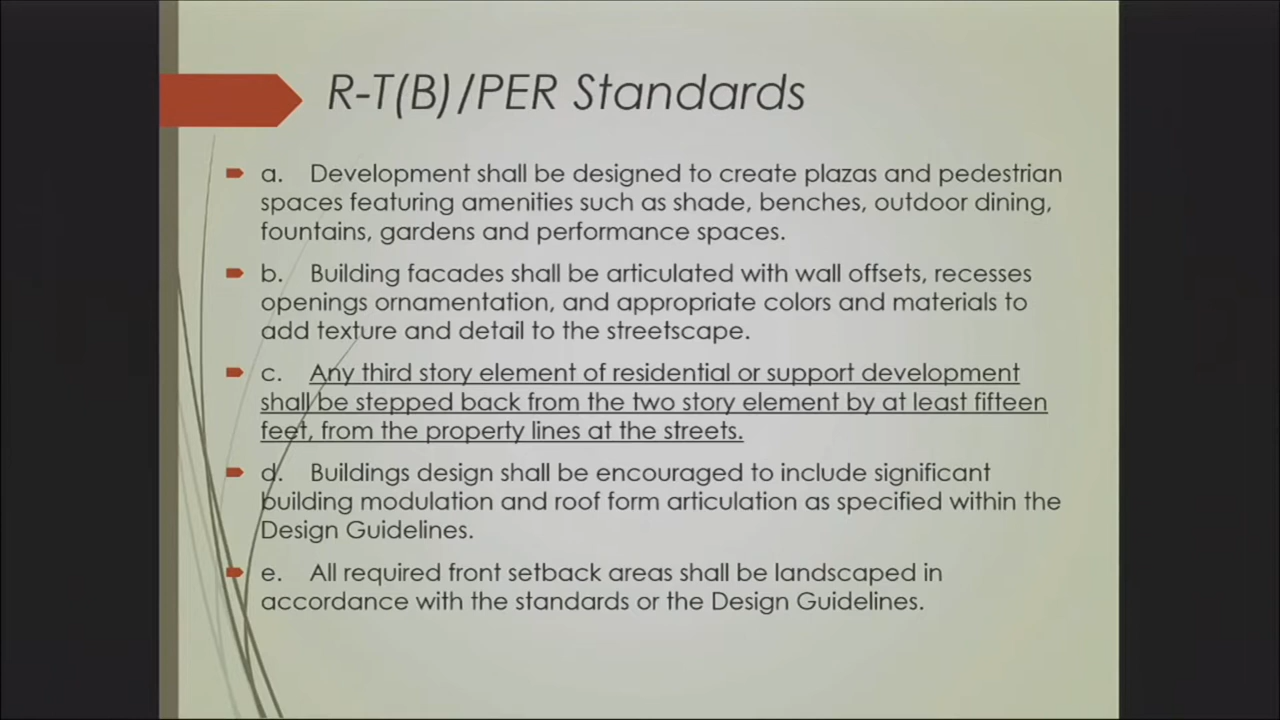 R-T(B)/PER Standards
a. Development shall be designed to create plazas and pedestrian
spaces featuring amenities such as shade, benches, outdoor dining,
fountains, gardens and performance spaces.
b. Building facades shall be articulated with wall offsets, recesses
openings ornamentation, and appropriate colors and materials to
add texture and detail to the streetscape.
c. Any third story element of residential or support development
shall be stepped back from the two story element by at least fifteen
feet, from the property lines at the streets.
d. Buildings design shall be encouraged to include significant
building modulation and roof form articulation as specified within the
Design Guidelines.
e. All required front setback areas shall be landscaped in
accordance with the standards or the Design Guidelines.